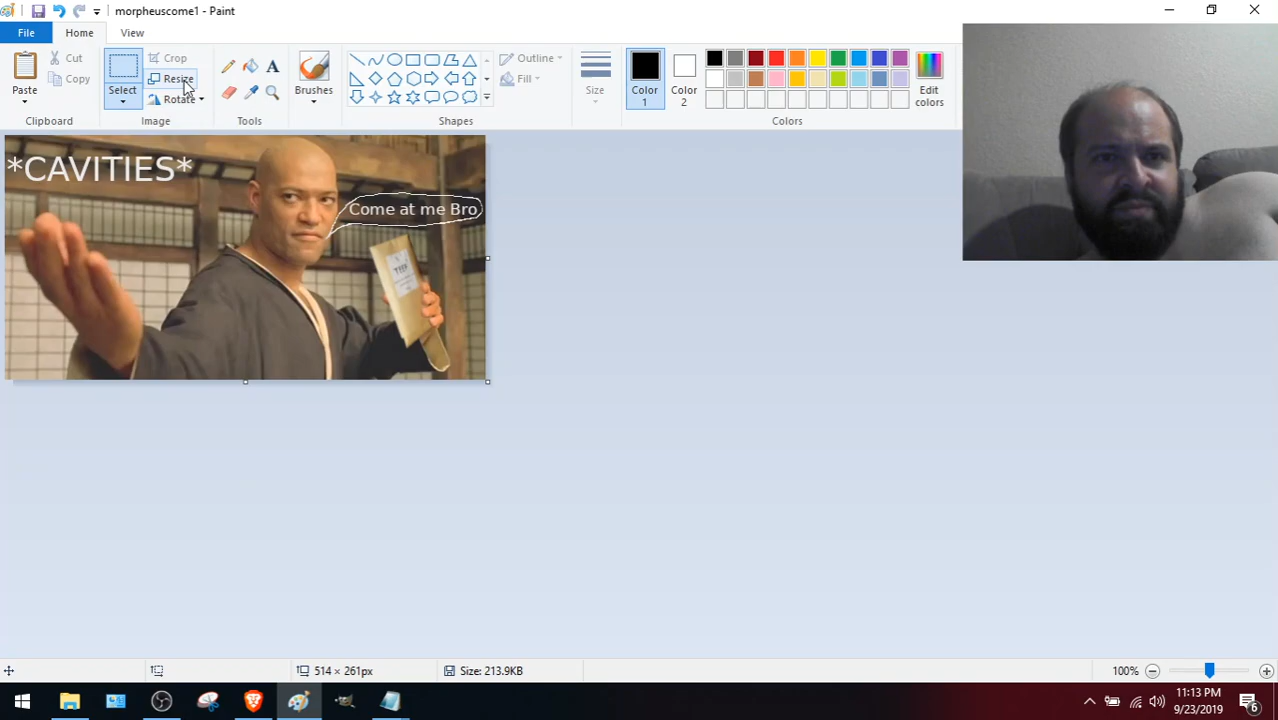 morpheuscome1 - Paint
File
Home
View
Paste
Cut
Copy
Clipboard
Select
Crop
Resize
Rotate
Image
Tools
Brushes
Shapes
Outline
Fill
Size
Color
1
Color
2
Edit
colors
Colors
*CAVITIES*
Come at me Bro
514 × 261px
Size: 213.9KB
100%
11:13 PM
9/23/2019
6